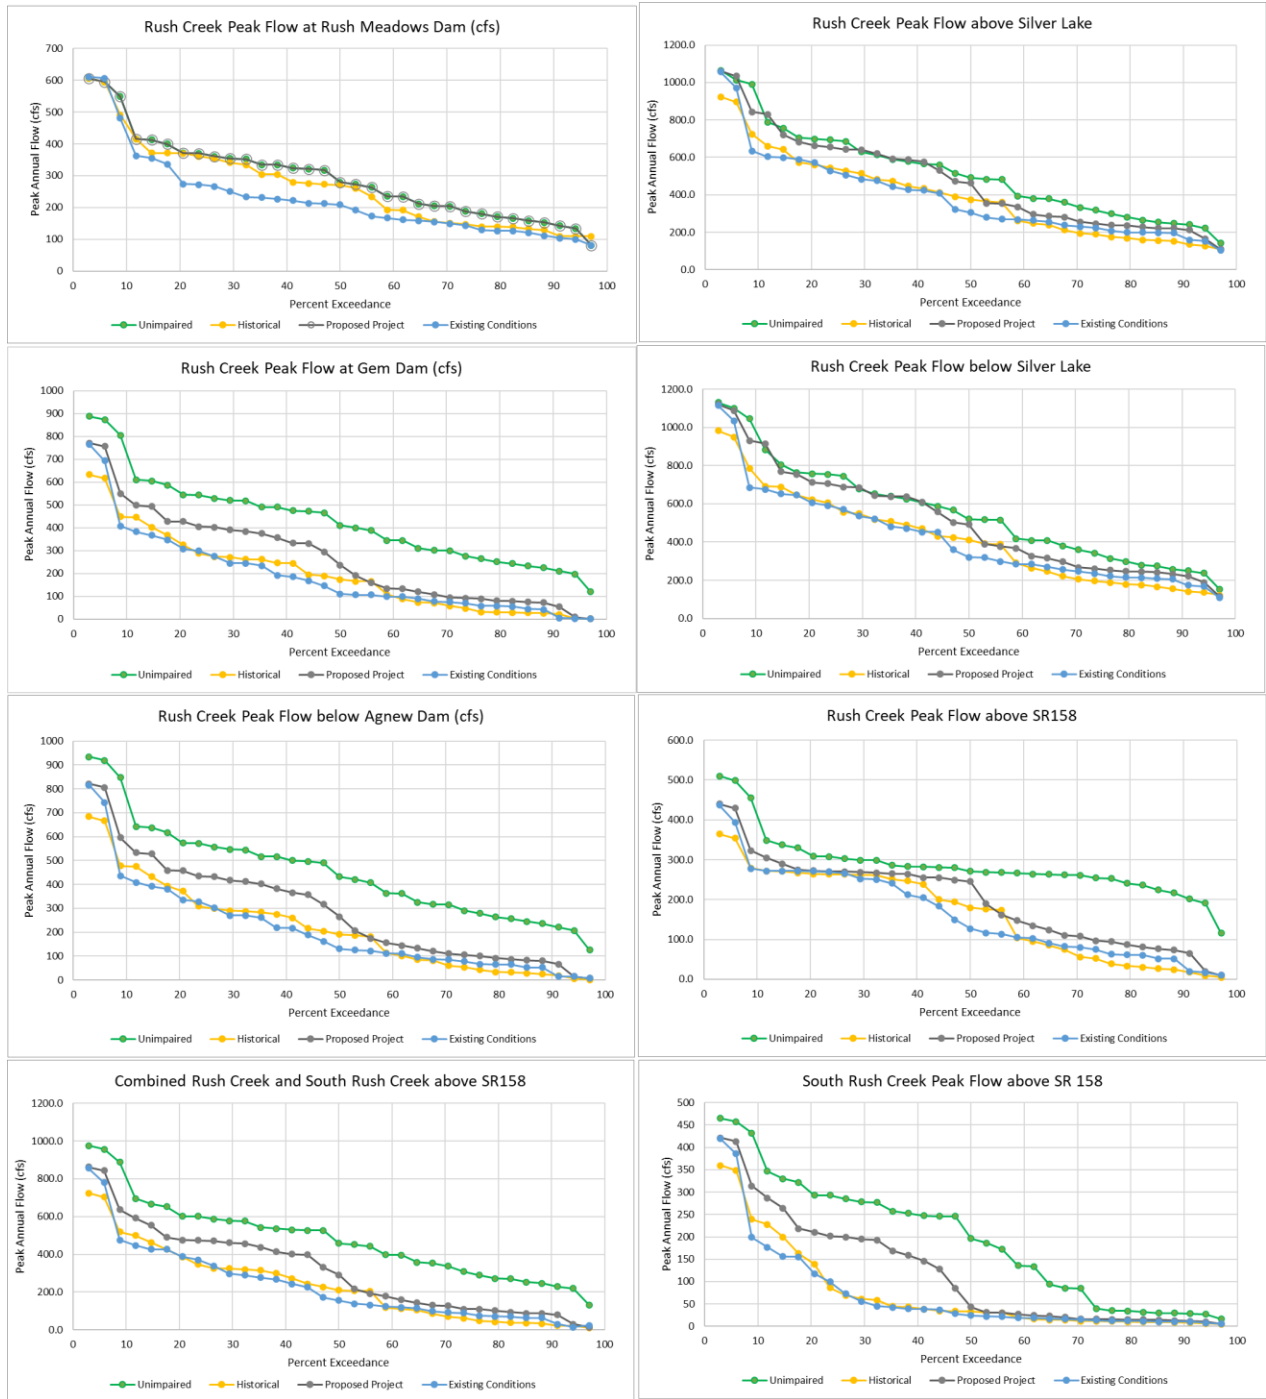 Rush Creek Peak Flow at Rush Meadows Dam (cfs)
Peak Annual Flow (cfs)
700
600
500
400
300
200
100
0
0 10 20 30 40 50 60 70 80 90 100
Percent Exceedance
Unimpaired Historical Proposed Project Existing Conditions
Rush Creek Peak Flow above Silver Lake
Peak Annual Flow (cfs)
1200.0
1000.0
800.0
600.0
400.0
200.0
0.0
0 10 20 30 40 50 60 70 80 90 100
Percent Exceedance
Unimpaired Historical Proposed Project Existing Conditions
Rush Creek Peak Flow at Gem Dam (cfs)
Peak Annual Flow (cfs)
1000
900
800
700
600
500
400
300
200
100
0
0 10 20 30 40 50 60 70 80 90 100
Percent Exceedance
Unimpaired Historical Proposed Project Existing Conditions
Rush Creek Peak Flow below Silver Lake
Peak Annual Flow (cfs)
1200.0
1000.0
800.0
600.0
400.0
200.0
0.0
0 10 20 30 40 50 60 70 80 90 100
Percent Exceedance
Unimpaired Historical Proposed Project Existing Conditions
Rush Creek Peak Flow below Agnew Dam (cfs)
Peak Annual Flow (cfs)
1000
900
800
700
600
500
400
300
200
100
0
0 10 20 30 40 50 60 70 80 90 100
Percent Exceedance
Unimpaired Historical Proposed Project Existing Conditions
Rush Creek Peak Flow above SR158
Peak Annual Flow (cfs)
600.0
500.0
400.0
300.0
200.0
100.0
0.0
0 10 20 30 40 50 60 70 80 90 100
Percent Exceedance
Unimpaired Historical Proposed Project Existing Conditions
Combined Rush Creek and South Rush Creek above SR158
Peak Annual Flow (cfs)
1200.0
1000.0
800.0
600.0
400.0
200.0
0.0
0 10 20 30 40 50 60 70 80 90 100
Percent Exceedance
Unimpaired Historical Proposed Project Existing Conditions
South Rush Creek Peak Flow above SR 158
Peak Annual Flow (cfs)
500
450
400
350
300
250
200
150
100
50
0
0 10 20 30 40 50 60 70 80 90 100
Percent Exceedance
Unimpaired Historical Proposed Project Existing Conditions